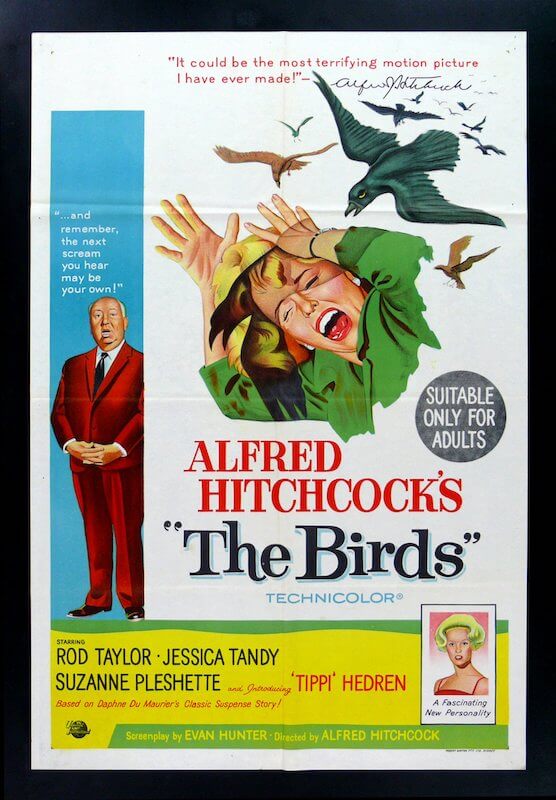 "It could be the most terrifying motion picture
I have ever made!"— Alfred J Hitchcock
"...and
remember,
the next
scream
you hear
may be
your own!"
SUITABLE
ONLY FOR
ADULTS
ALFRED
HITCHCOCK'S
"The Birds"
TECHNICOLOR®
STARRING
ROD TAYLOR · JESSICA TANDY
SUZANNE PLESHETTE and Introducing 'TIPPI' HEDREN
Based on Daphne Du Maurier's Classic Suspense Story!
A Fascinating
New Personality
Screenplay by EVAN HUNTER · Directed by ALFRED HITCHCOCK